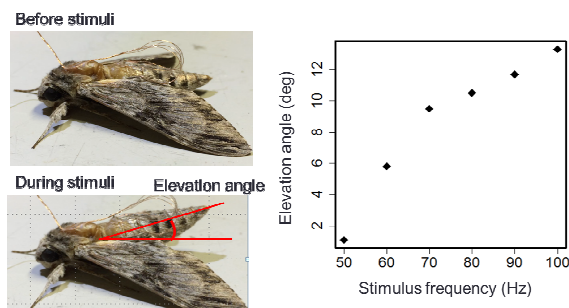 Before stimuli
During stimuli
Elevation angle
Elevation angle (deg)
12
10
8
6
4
2
50 60 70 80 90 100
Stimulus frequency (Hz)